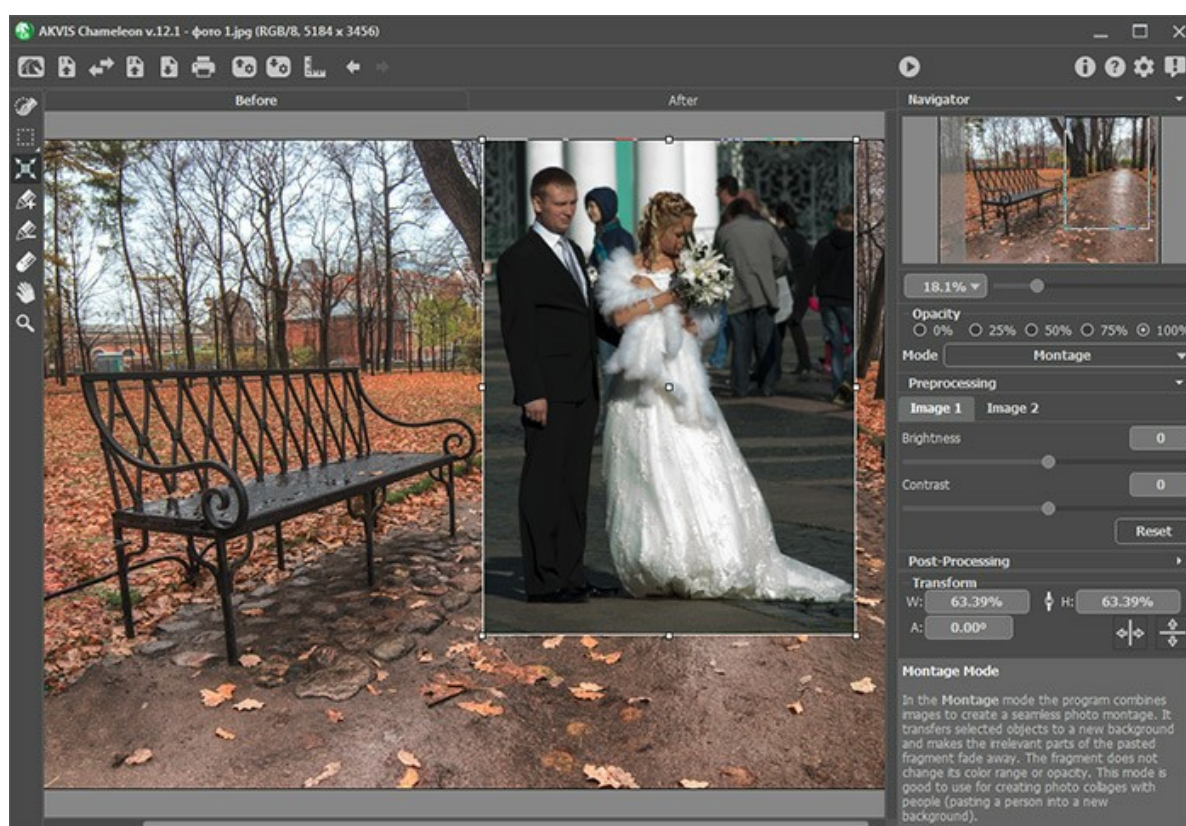 AKVIS Chameleon v.12.1 - фото 1.jpg (RGB/8, 5184 x 3456)
Before
After
Navigator
18.1%
Opacity
0% 25% 50% 75% 100%
Mode Montage
Preprocessing
Image 1 Image 2
Brightness 0
Contrast 0
Reset
Post-Processing
Transform
W: 63.39% H: 63.39%
A: 0.00º
Montage Mode
In the Montage mode the program combines
images to create a seamless photo montage. It
transfers selected objects to a new background
and makes the irrelevant parts of the pasted
fragment fade away. The fragment does not
change its color range or opacity. This mode is
good to use for creating photo collages with
people (pasting a person into a new
background).